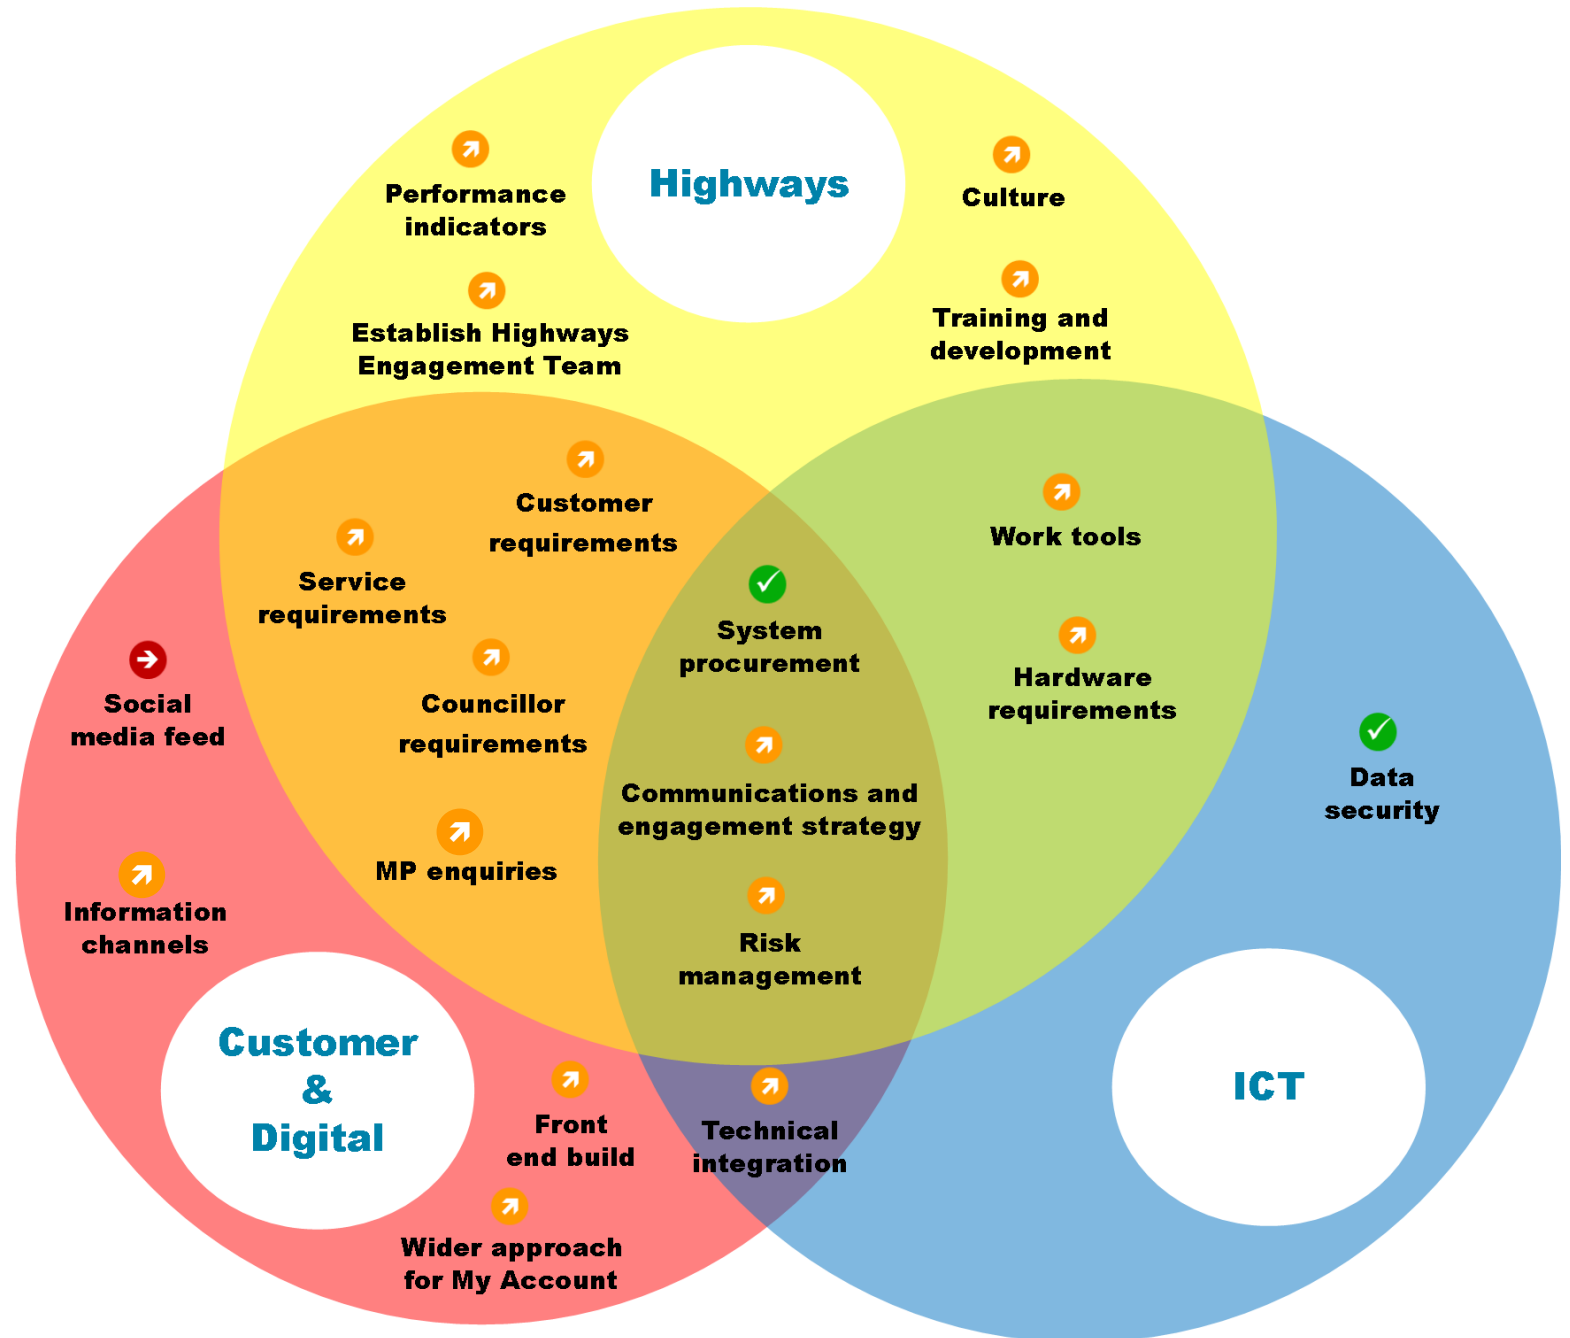 Highways
Performance
indicators
Culture
Establish Highways
Engagement Team
Training and
development
Customer
requirements
Service
requirements
Work tools
System
procurement
Hardware
requirements
Social
media feed
Councillor
requirements
Data
security
Communications and
engagement strategy
MP enquiries
Information
channels
Risk
management
Customer
&
Digital
ICT
Front
end build
Technical
integration
Wider approach
for My Account